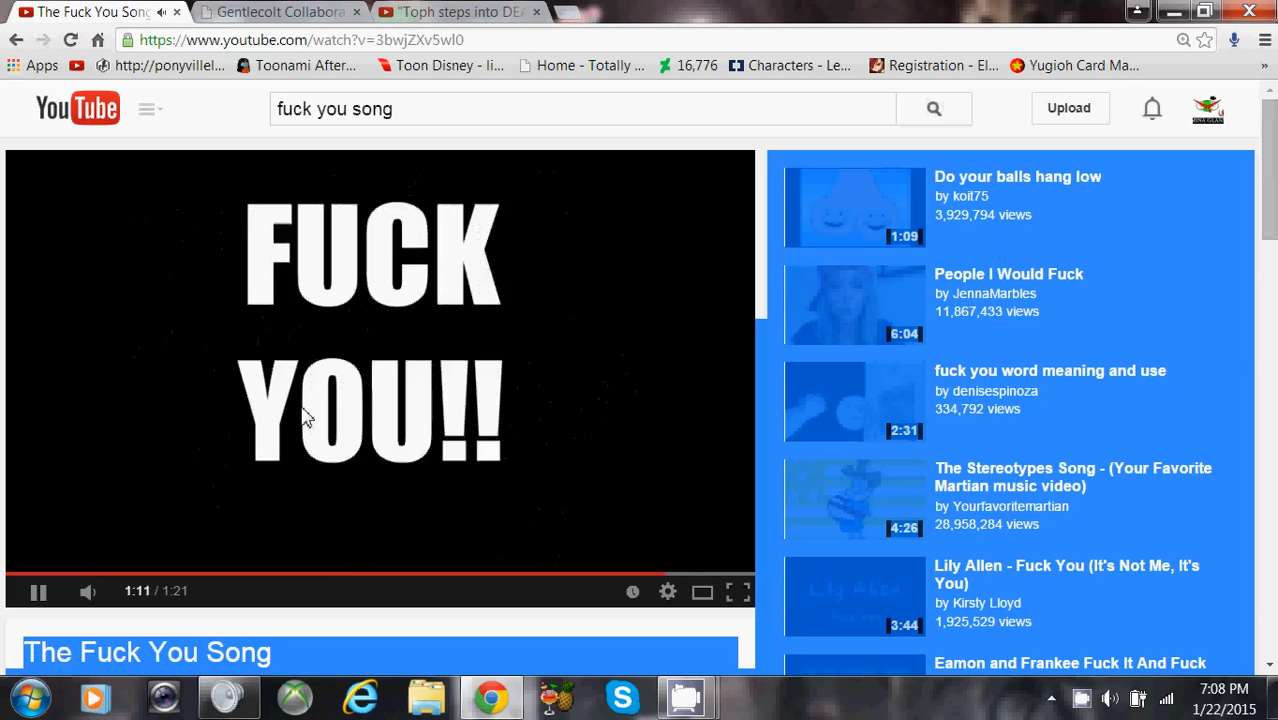 The Fuck You Song
Gentlecolt Collabora
"Toph steps into DEA
https://www.youtube.com/watch?v=3bwjZXv5wI0
Apps
http://ponyvillel...
Toonami After...
Toon Disney - li...
Home - Totally ...
16,776
Characters - Le...
Registration - El...
Yugioh Card Ma...
»
YouTube
fuck you song
Upload
FUCK
YOU!!
1:11 / 1:21
The Fuck You Song
Do your balls hang low
by koit75
3,929,794 views
1:09
People I Would Fuck
by JennaMarbles
11,867,433 views
6:04
fuck you word meaning and use
by denisespinoza
334,792 views
2:31
The Stereotypes Song - (Your Favorite
Martian music video)
by Yourfavoritemartian
28,958,284 views
4:26
Lily Allen - Fuck You (It's Not Me, It's
You)
by Kirsty Lloyd
1,925,529 views
3:44
Eamon and Frankee Fuck It And Fuck
7:08 PM
1/22/2015